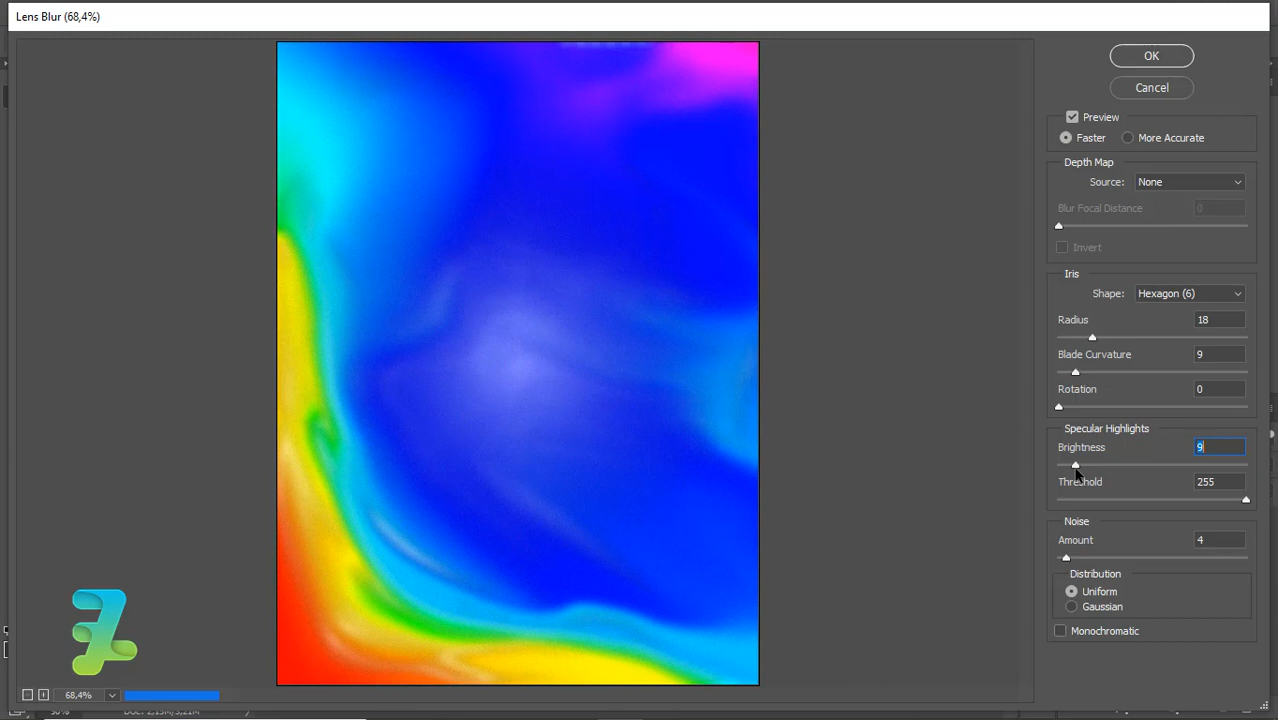 Lens Blur (68,4%)
OK
Cancel
Preview
Faster
More Accurate
Depth Map
Source: None
Blur Focal Distance 0
Invert
Iris
Shape: Hexagon (6)
Radius 18
Blade Curvature 9
Rotation 0
Specular Highlights
Brightness 9
Threshold 255
Noise
Amount 4
Distribution
Uniform
Gaussian
Monochromatic
68,4%